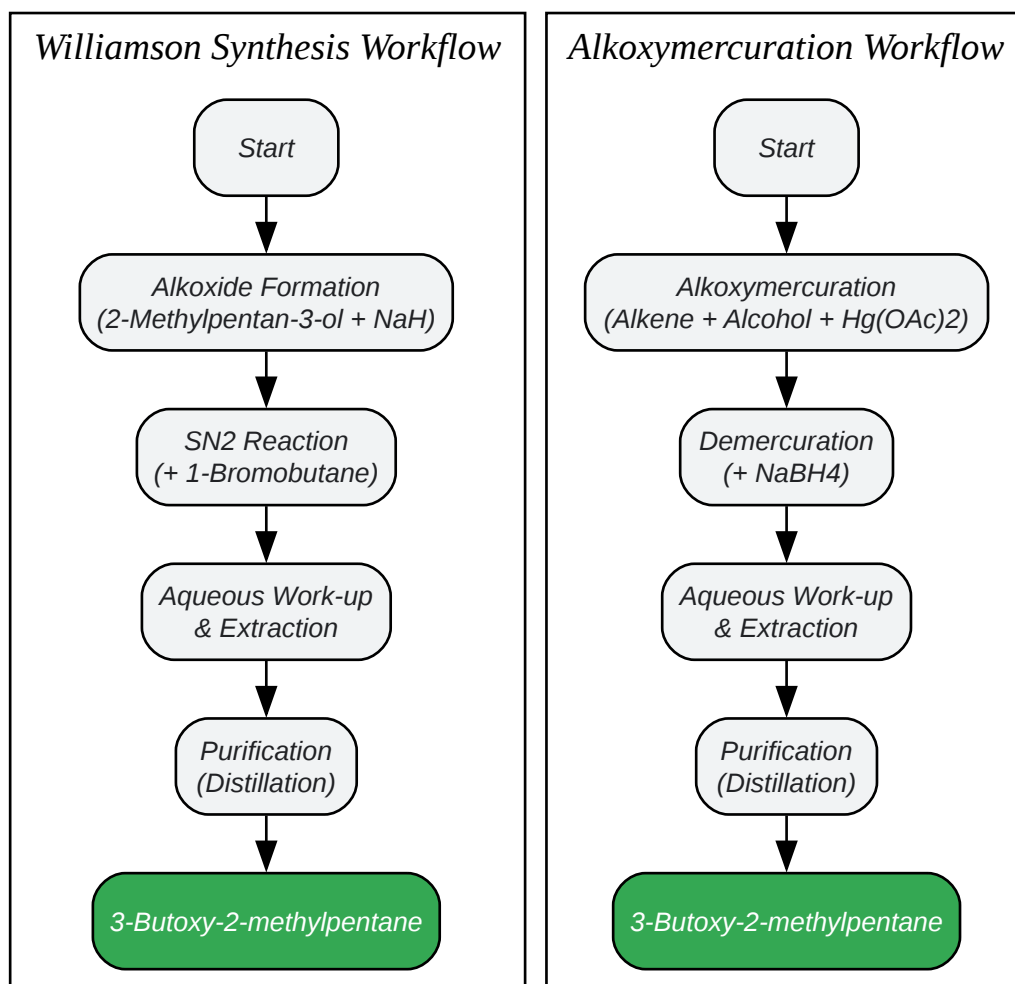 Williamson Synthesis Workflow
Start
Alkoxide Formation
(2-Methylpentan-3-ol + NaH)
SN2 Reaction
(+ 1-Bromobutane)
Aqueous Work-up
& Extraction
Purification
(Distillation)
3-Butoxy-2-methylpentane
Alkoxymercuration Workflow
Start
Alkoxymercuration
(Alkene + Alcohol + Hg(OAc)2)
Demercuration
(+ NaBH4)
Aqueous Work-up
& Extraction
Purification
(Distillation)
3-Butoxy-2-methylpentane